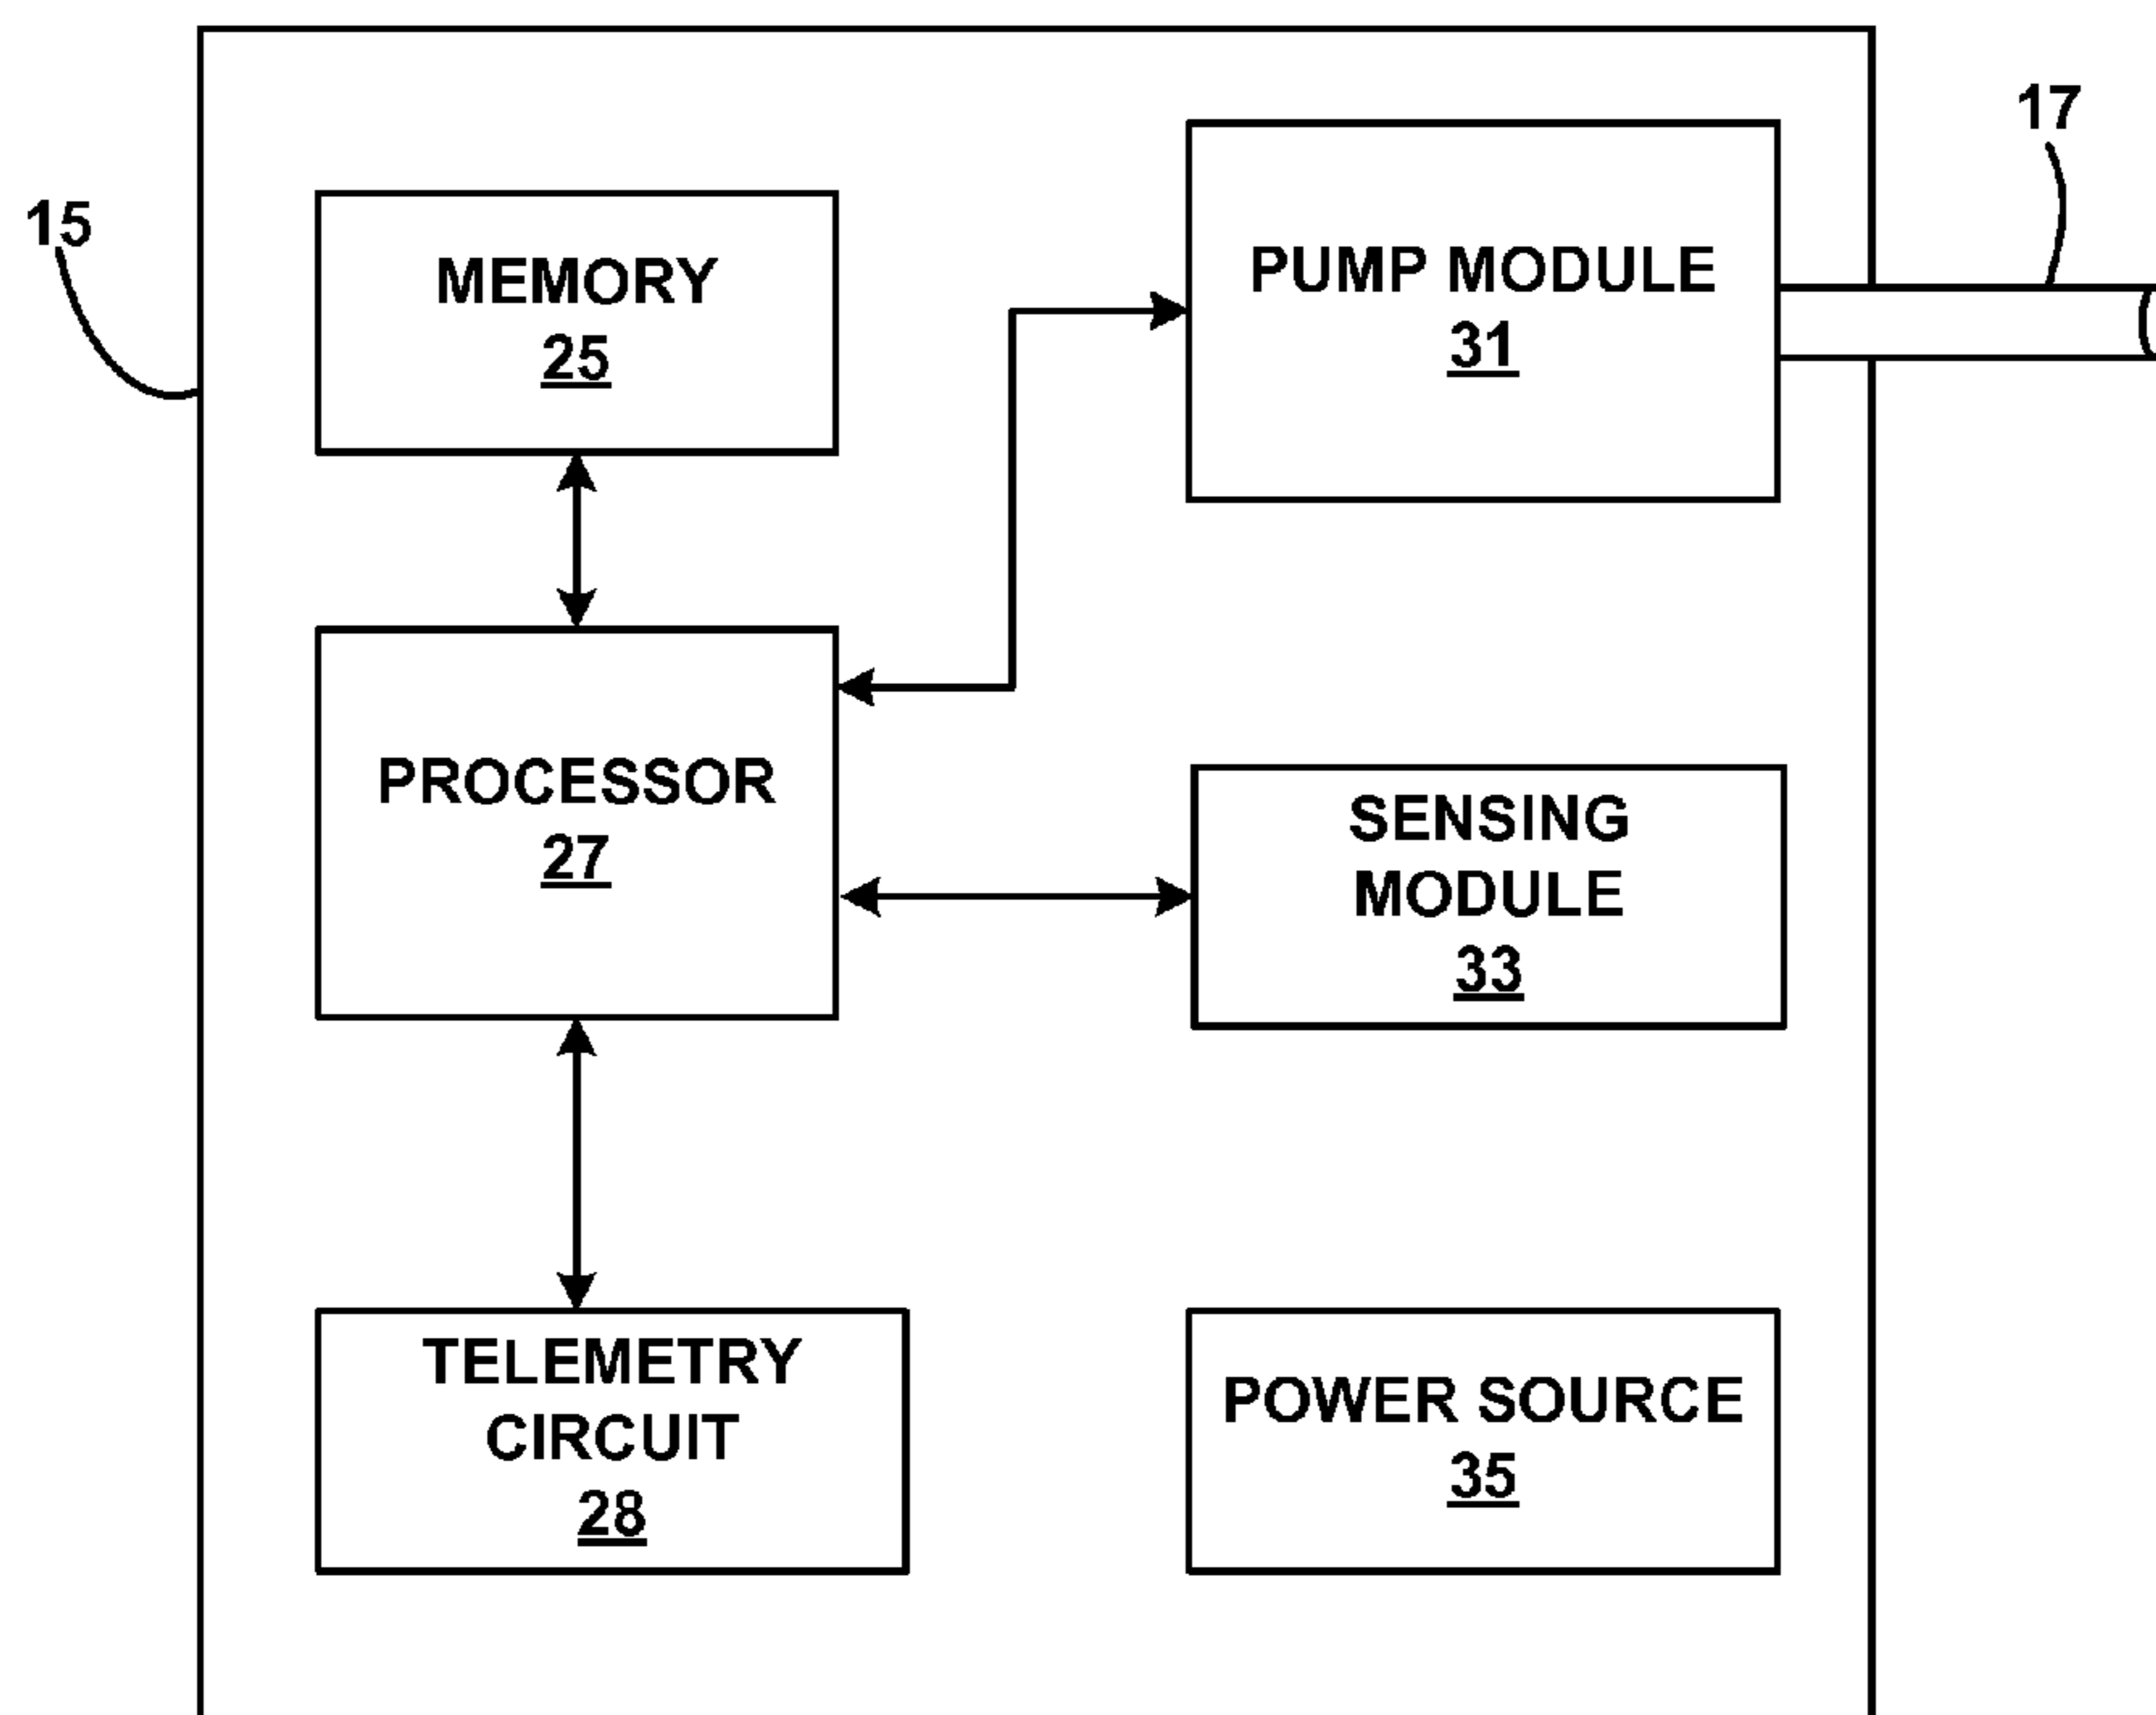 17
15
MEMORY
25
PUMP MODULE
31
PROCESSOR
27
SENSING
MODULE
33
TELEMETRY
CIRCUIT
28
POWER SOURCE
35